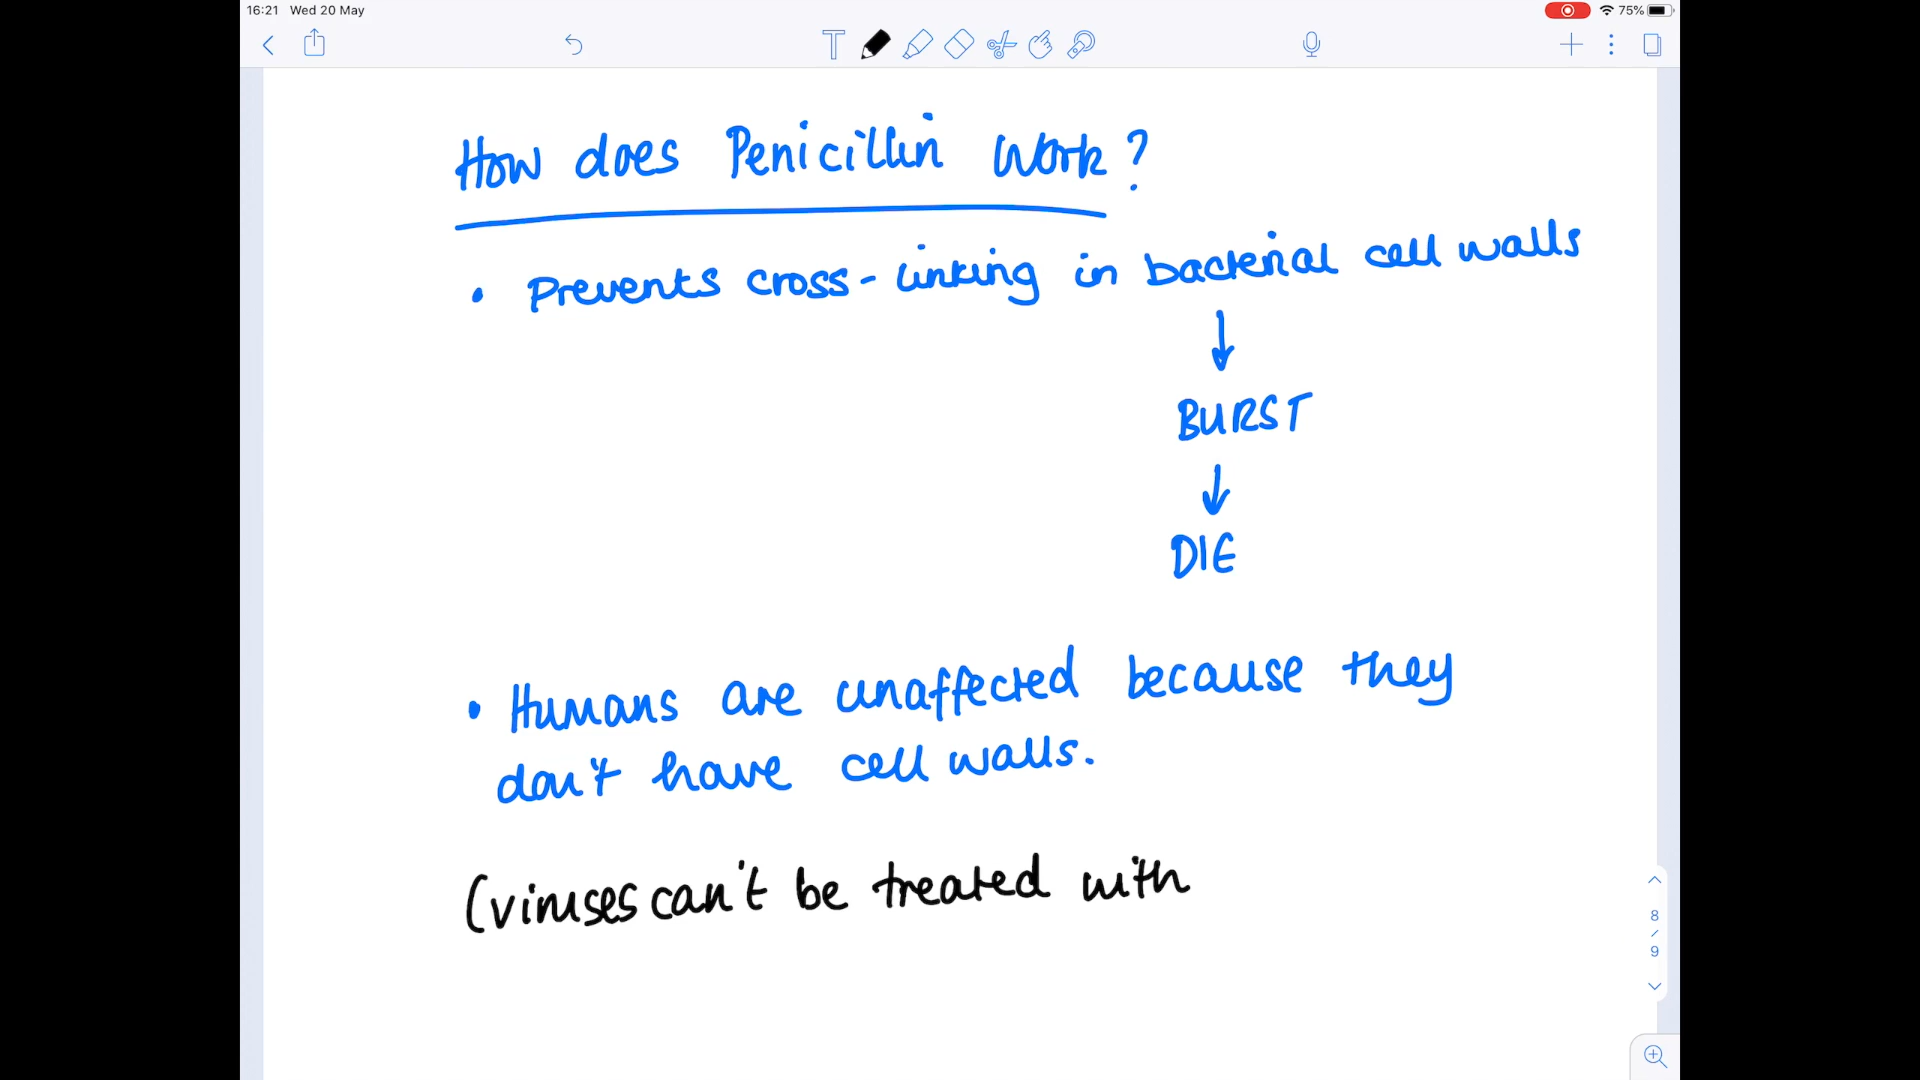 16:21 Wed 20 May
75%
T
How does Penicillin Work?
• Prevents cross-linking in bacterial cell walls
↓
BURST
↓
DIE
• Humans are unaffected because they
don't have cell walls.
(viruses can't be treated with
8
/
9